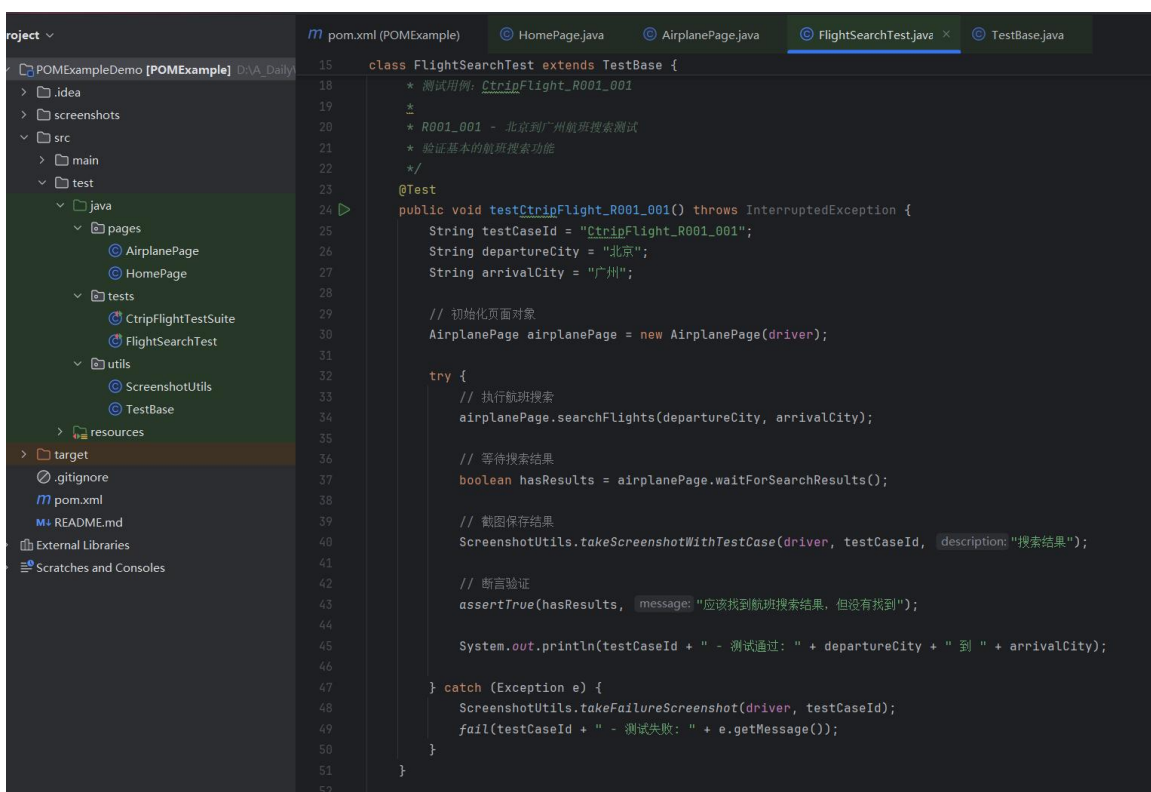 roject
pom.xml (POMExample)
HomePage.java
AirplanePage.java
FlightSearchTest.java
TestBase.java
POMExampleDemo [POMExample] D:\A_Daily
.idea
screenshots
src
main
test
java
pages
AirplanePage
HomePage
tests
CtripFlightTestSuite
FlightSearchTest
utils
ScreenshotUtils
TestBase
resources
target
.gitignore
pom.xml
M↓ README.md
External Libraries
Scratches and Consoles
15 class FlightSearchTest extends TestBase {
18 * 测试用例：CtripFlight_R001_001
19 *
20 * R001_001 - 北京到广州航班搜索测试
21 * 验证基本的航班搜索功能
22 */
23 @Test
24 public void testCtripFlight_R001_001() throws InterruptedException {
25 String testCaseId = "CtripFlight_R001_001";
26 String departureCity = "北京";
27 String arrivalCity = "广州";
28
29 // 初始化页面对象
30 AirplanePage airplanePage = new AirplanePage(driver);
31
32 try {
33 // 执行航班搜索
34 airplanePage.searchFlights(departureCity, arrivalCity);
35
36 // 等待搜索结果
37 boolean hasResults = airplanePage.waitForSearchResults();
38
39 // 截图保存结果
40 ScreenshotUtils.takeScreenshotWithTestCase(driver, testCaseId, description: "搜索结果");
41
42 // 断言验证
43 assertTrue(hasResults, message: "应该找到航班搜索结果，但没有找到");
44
45 System.out.println(testCaseId + " - 测试通过: " + departureCity + " 到 " + arrivalCity);
46
47 } catch (Exception e) {
48 ScreenshotUtils.takeFailureScreenshot(driver, testCaseId);
49 fail(testCaseId + " - 测试失败: " + e.getMessage());
50 }
51 }
52